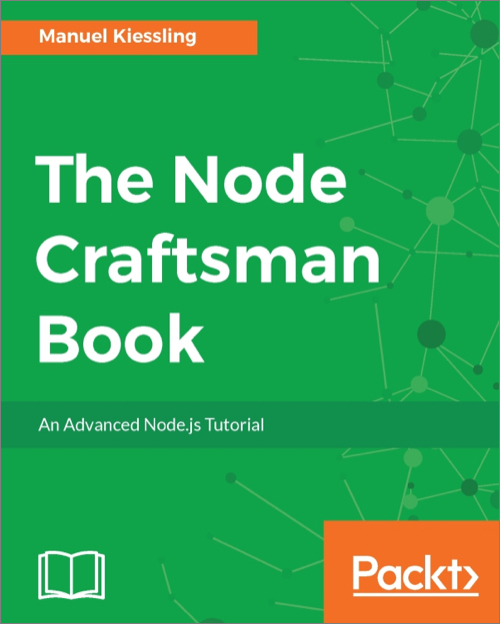 Manuel Kiessling
The Node
Craftsman
Book
An Advanced Node.js Tutorial
Packt>